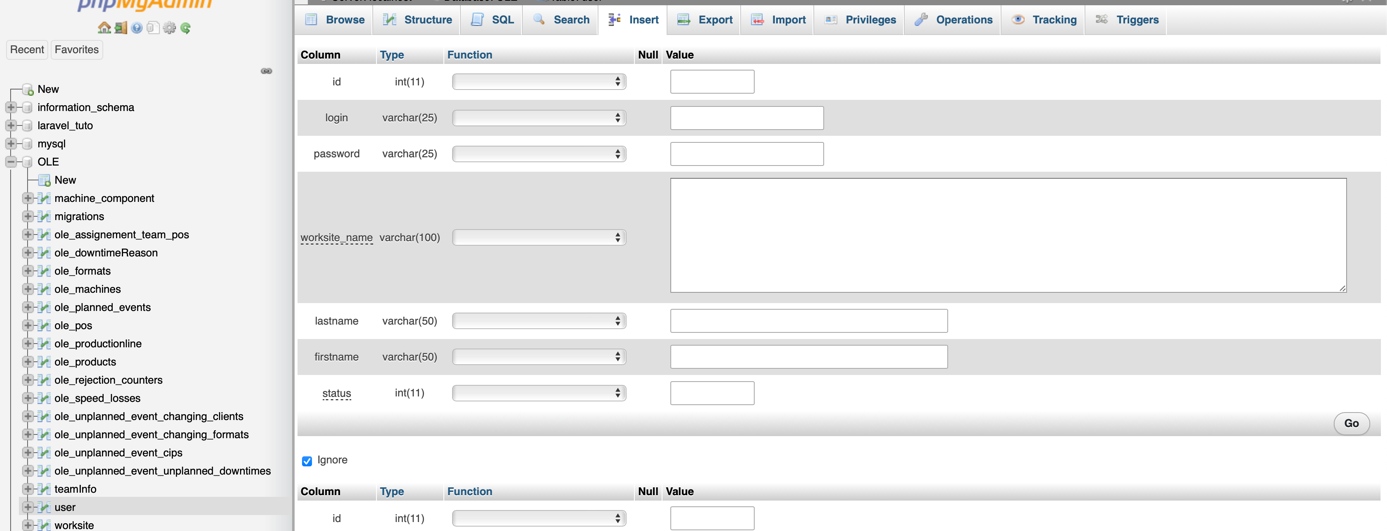 phpMyAdmin
Recent Favorites
New
information_schema
laravel_tuto
mysql
OLE
New
machine_component
migrations
ole_assignement_team_pos
ole_downtimeReason
ole_formats
ole_machines
ole_planned_events
ole_pos
ole_productionline
ole_products
ole_rejection_counters
ole_speed_losses
ole_unplanned_event_changing_clients
ole_unplanned_event_changing_formats
ole_unplanned_event_cips
ole_unplanned_event_unplanned_downtimes
teamInfo
user
worksite
Browse Structure SQL Search Insert Export Import Privileges Operations Tracking Triggers
Column Type Function Null Value
id int(11)
login varchar(25)
password varchar(25)
worksite_name varchar(100)
lastname varchar(50)
firstname varchar(50)
status int(11)
Go
Ignore
Column Type Function Null Value
id int(11)